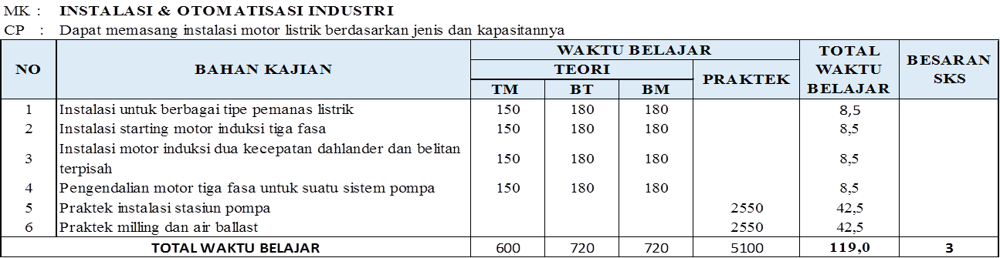 MK : INSTALASI & OTOMATISASI INDUSTRI
CP : Dapat memasang instalasi motor listrik berdasarkan jenis dan kapasitannya
NO BAHAN KAJIAN WAKTU BELAJAR TOTAL WAKTU BELAJAR BESARAN SKS
TEORI PRAKTEK
TM BT BM
1 Instalasi untuk berbagai tipe pemanas listrik 150 180 180 8,5
2 Instalasi starting motor induksi tiga fasa 150 180 180 8,5
3 Instalasi motor induksi dua kecepatan dahlander dan belitan
terpisah 150 180 180 8,5
4 Pengendalian motor tiga fasa untuk suatu sistem pompa 150 180 180 8,5
5 Praktek instalasi stasiun pompa 2550 42,5
6 Praktek milling dan air ballast 2550 42,5
TOTAL WAKTU BELAJAR 600 720 720 5100 119,0 3